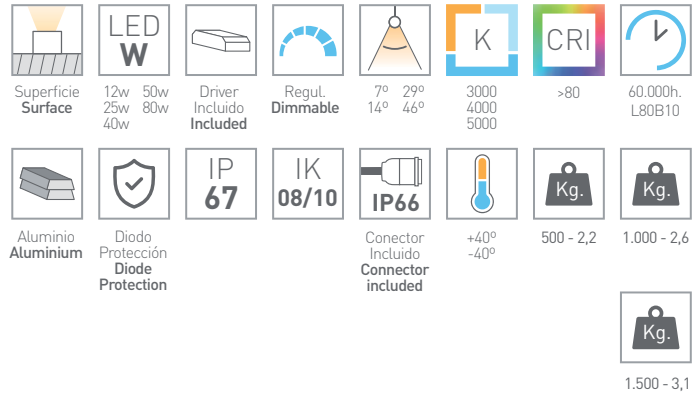 LED
W
K
CRI
Superficie
Surface
12w 50w
25w 80w
40w
Driver
Incluido
Included
Regul.
Dimmable
7º 29º
14º 46º
3000
4000
5000
>80
60.000h.
L80B10
IP
67
IK
08/10
IP66
Kg.
Kg.
Aluminio
Aluminium
Diodo
Protección
Diode
Protection
Conector
Incluido
Connector
included
+40º
-40º
500 - 2,2
1.000 - 2,6
Kg.
1.500 - 3,1